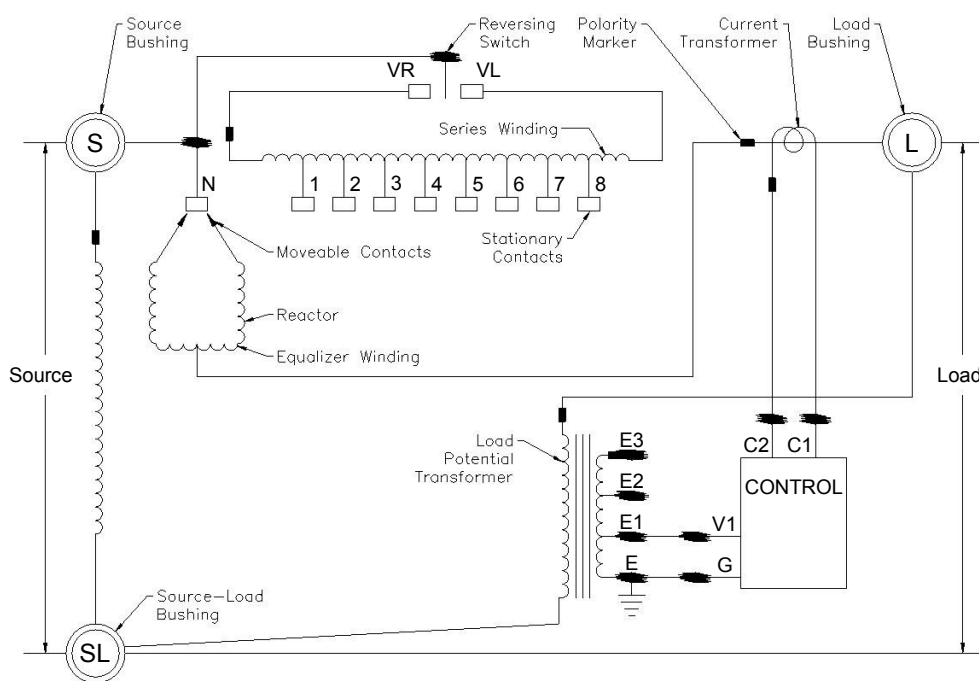 Source
Bushing
Reversing
Switch
Polarity
Marker
Current
Transformer
Load
Bushing
VR
VL
S
Series Winding
L
N
1
2
3
4
5
6
7
8
Moveable Contacts
Stationary
Contacts
Reactor
Equalizer Winding
Source
Load
Load
Potential
Transformer
E3
E2
E1
E
V1
G
C2
C1
CONTROL
Source-Load
Bushing
SL